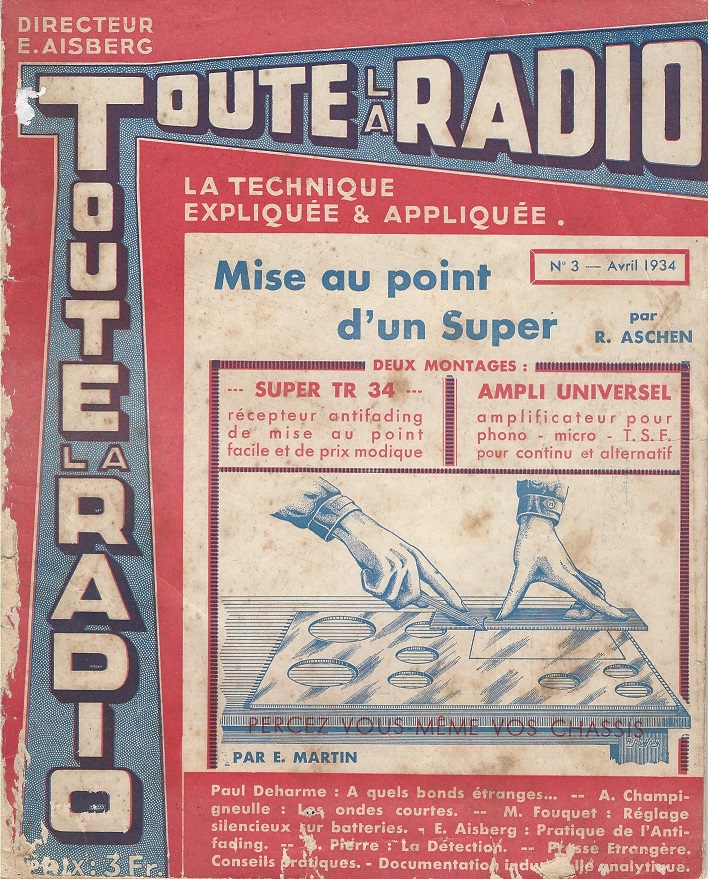 DIRECTEUR
E. AISBERG
TOUTE LA RADIO
TOUTE LA RADIO
LA TECHNIQUE
EXPLIQUÉE & APPLIQUÉE.
N° 3 — Avril 1934
Mise au point
d'un Super
par
R. ASCHEN
DEUX MONTAGES :
--- SUPER TR 34 ---
récepteur antifading
de mise au point
facile et de prix modique
AMPLI UNIVERSEL
amplificateur pour
phono - micro - T.S.F.
pour continu et alternatif
PERCEZ VOUS-MÊME VOS CHASSIS
PAR E. MARTIN
Paul Deharme : A quels bonds étranges... -- A. Champi-
gneulle : Les ondes courtes. -- M. Fouquet : Réglage
silencieux sur batteries. - E. Aisberg : Pratique de l'Anti-
fading. -- Pierre : La Détection. -- Presse Etrangère.
Conseils pratiques. - Documentation industrielle analytique.
PRIX : 3 Fr.